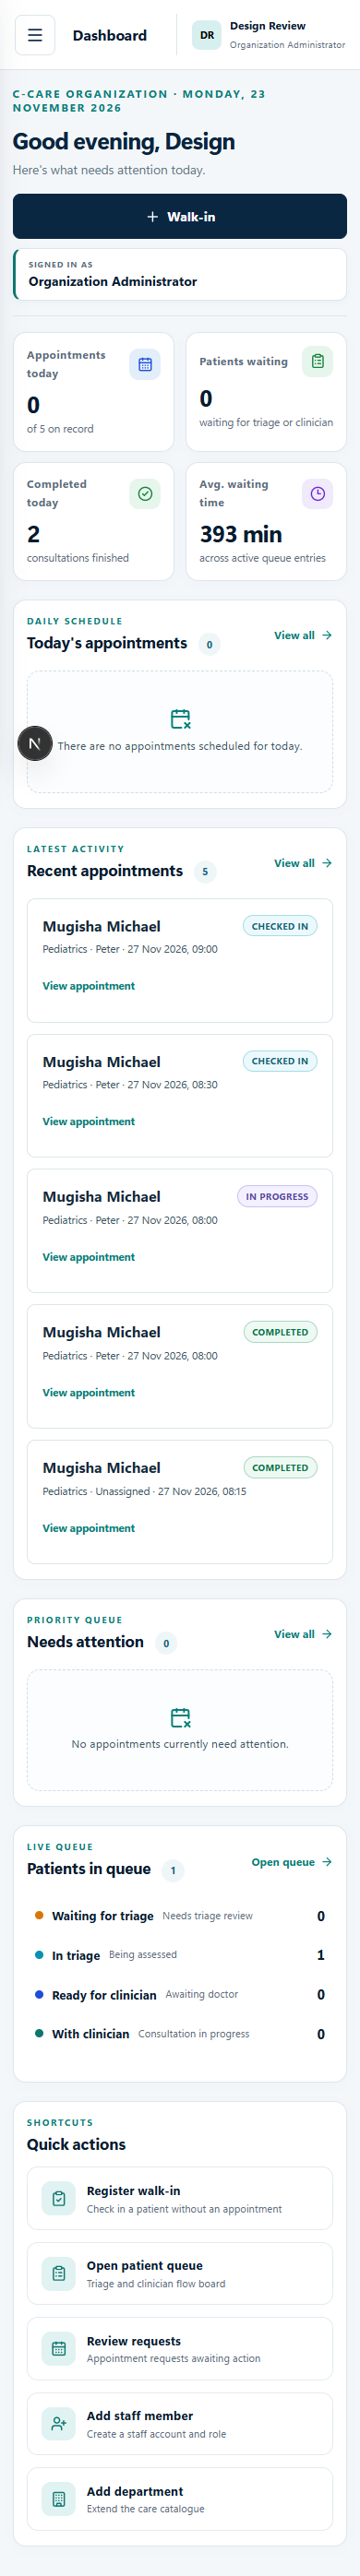 Dashboard
DR
Design Review
Organization Administrator
C-CARE ORGANIZATION · MONDAY, 23
NOVEMBER 2026
Good evening, Design
Here's what needs attention today.
Walk-in
SIGNED IN AS
Organization Administrator
Appointments
today
0
of 5 on record
Patients waiting
0
waiting for triage or clinician
Completed
today
2
consultations finished
Avg. waiting
time
393 min
across active queue entries
DAILY SCHEDULE
Today's appointments 0
View all
N
There are no appointments scheduled for today.
LATEST ACTIVITY
Recent appointments 5
View all
Mugisha Michael
CHECKED IN
Pediatrics · Peter · 27 Nov 2026, 09:00
View appointment
Mugisha Michael
CHECKED IN
Pediatrics · Peter · 27 Nov 2026, 08:30
View appointment
Mugisha Michael
IN PROGRESS
Pediatrics · Peter · 27 Nov 2026, 08:00
View appointment
Mugisha Michael
COMPLETED
Pediatrics · Peter · 27 Nov 2026, 08:00
View appointment
Mugisha Michael
COMPLETED
Pediatrics · Unassigned · 27 Nov 2026, 08:15
View appointment
PRIORITY QUEUE
Needs attention 0
View all
No appointments currently need attention.
LIVE QUEUE
Patients in queue 1
Open queue
Waiting for triage Needs triage review 0
In triage Being assessed 1
Ready for clinician Awaiting doctor 0
With clinician Consultation in progress 0
SHORTCUTS
Quick actions
Register walk-in
Check in a patient without an appointment
Open patient queue
Triage and clinician flow board
Review requests
Appointment requests awaiting action
Add staff member
Create a staff account and role
Add department
Extend the care catalogue